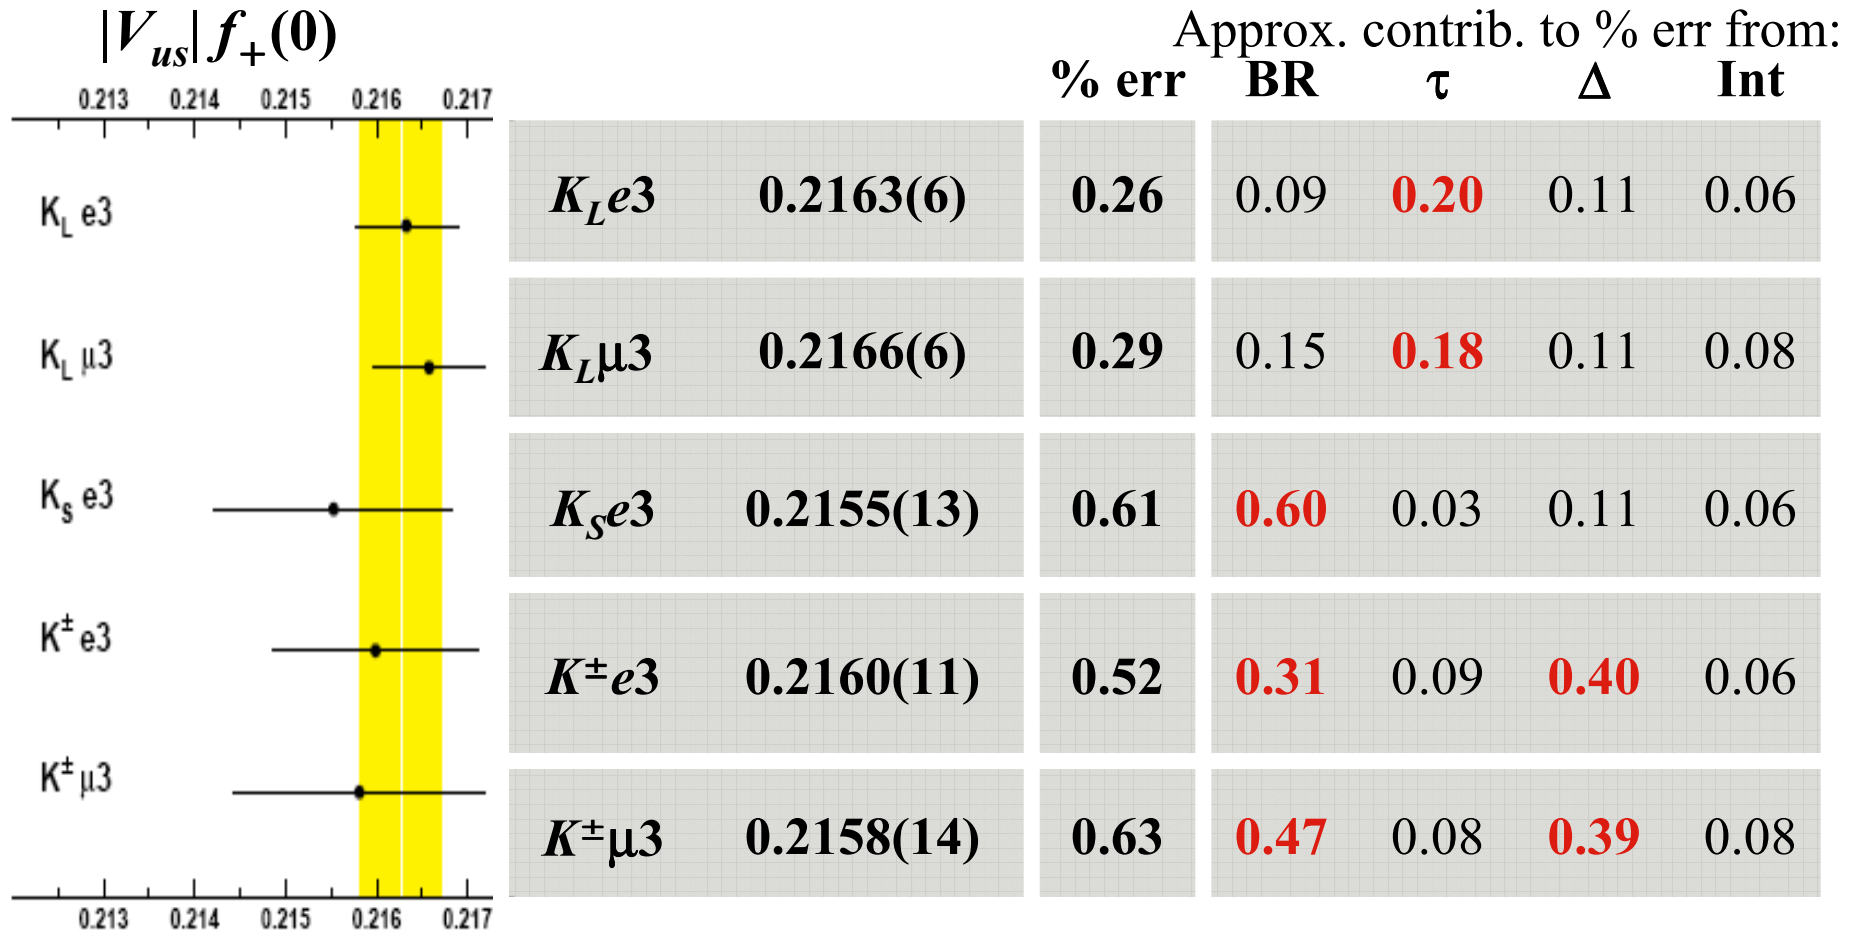 |Vus| f+(0)
Approx. contrib. to % err from:
% err BR τ Δ Int
0.213 0.214 0.215 0.216 0.217
KL e3
KLe3 0.2163(6) 0.26 0.09 0.20 0.11 0.06
KL μ3
KLμ3 0.2166(6) 0.29 0.15 0.18 0.11 0.08
KS e3
KSe3 0.2155(13) 0.61 0.60 0.03 0.11 0.06
K± e3
K±e3 0.2160(11) 0.52 0.31 0.09 0.40 0.06
K± μ3
K±μ3 0.2158(14) 0.63 0.47 0.08 0.39 0.08
0.213 0.214 0.215 0.216 0.217